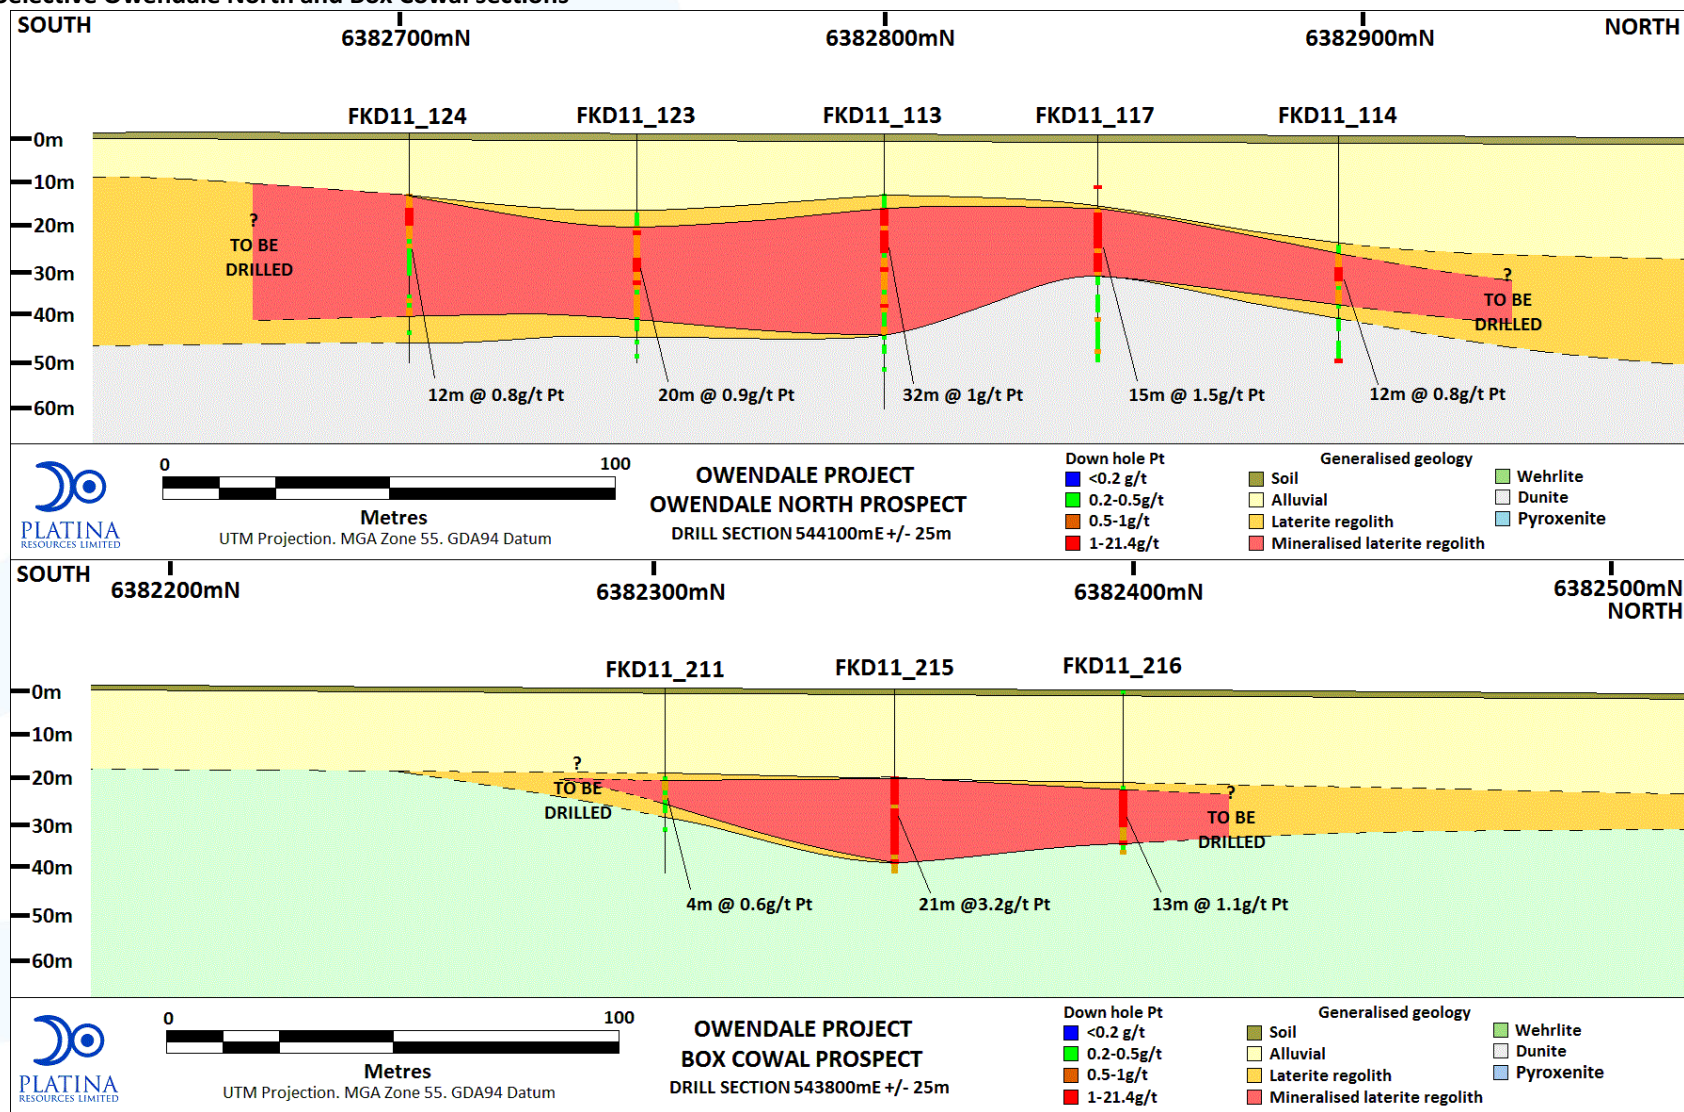 Selective Owendale North and Box Cowal sections
SOUTH
6382700mN
6382800mN
6382900mN
NORTH
FKD11_124
FKD11_123
FKD11_113
FKD11_117
FKD11_114
0m
10m
20m
30m
40m
50m
60m
?
TO BE
DRILLED
?
TO BE
DRILLED
12m @ 0.8g/t Pt
20m @ 0.9g/t Pt
32m @ 1g/t Pt
15m @ 1.5g/t Pt
12m @ 0.8g/t Pt
PLATINA
RESOURCES LIMITED
0 100
Metres
UTM Projection. MGA Zone 55. GDA94 Datum
OWENDALE PROJECT
OWENDALE NORTH PROSPECT
DRILL SECTION 544100mE +/- 25m
Down hole Pt
<0.2 g/t
0.2-0.5g/t
0.5-1g/t
1-21.4g/t
Generalised geology
Soil
Alluvial
Laterite regolith
Mineralised laterite regolith
Wehrlite
Dunite
Pyroxenite
SOUTH
6382200mN
6382300mN
6382400mN
6382500mN
NORTH
FKD11_211
FKD11_215
FKD11_216
0m
10m
20m
30m
40m
50m
60m
?
TO BE
DRILLED
?
TO BE
DRILLED
4m @ 0.6g/t Pt
21m @3.2g/t Pt
13m @ 1.1g/t Pt
PLATINA
RESOURCES LIMITED
0 100
Metres
UTM Projection. MGA Zone 55. GDA94 Datum
OWENDALE PROJECT
BOX COWAL PROSPECT
DRILL SECTION 543800mE +/- 25m
Down hole Pt
<0.2 g/t
0.2-0.5g/t
0.5-1g/t
1-21.4g/t
Generalised geology
Soil
Alluvial
Laterite regolith
Mineralised laterite regolith
Wehrlite
Dunite
Pyroxenite